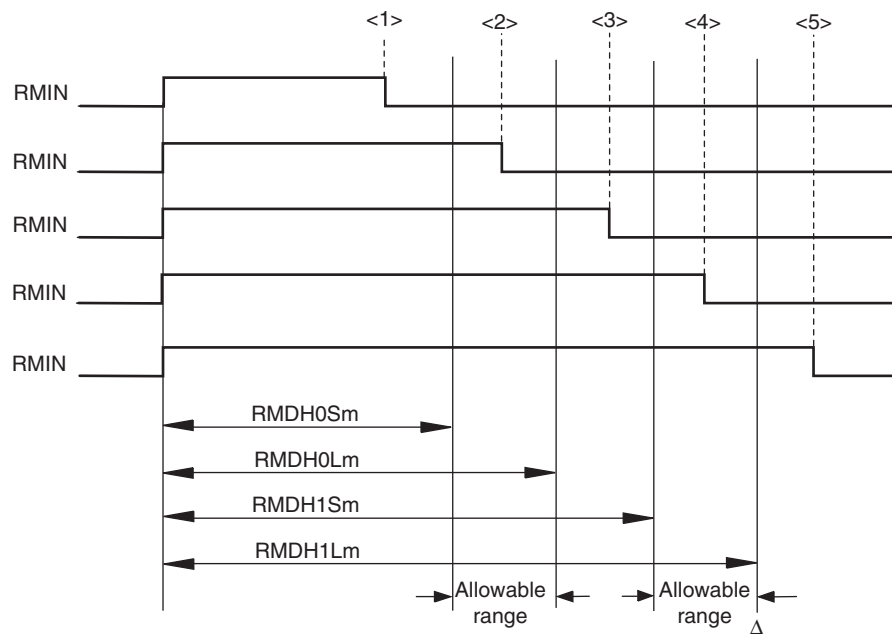 <1>
<2>
<3>
<4>
<5>
RMIN
RMIN
RMIN
RMIN
RMIN
RMDH0Sm
RMDH0Lm
RMDH1Sm
RMDH1Lm
Allowable
range
Allowable
range
Δ